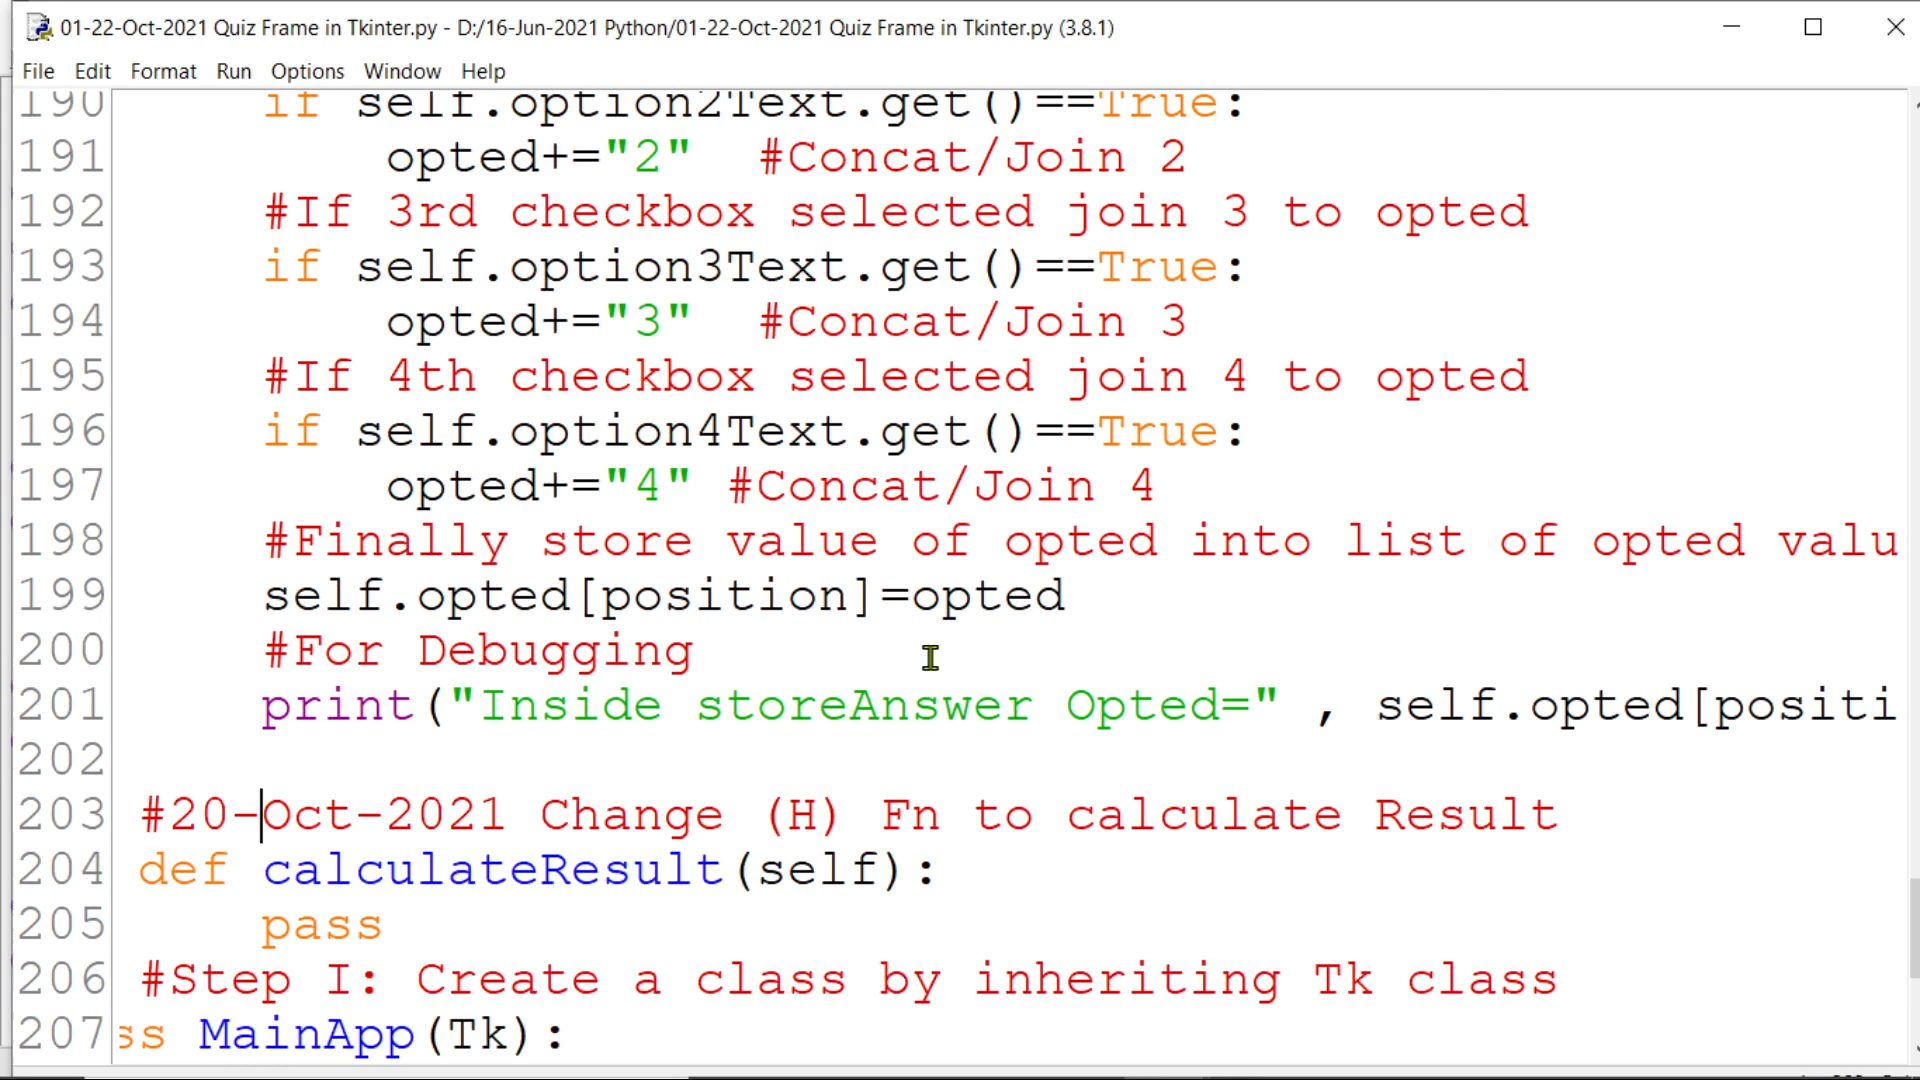 01-22-Oct-2021 Quiz Frame in Tkinter.py - D:/16-Jun-2021 Python/01-22-Oct-2021 Quiz Frame in Tkinter.py (3.8.1)
File Edit Format Run Options Window Help
190 if self.option2Text.get()==True:
191 opted+="2" #Concat/Join 2
192 #If 3rd checkbox selected join 3 to opted
193 if self.option3Text.get()==True:
194 opted+="3" #Concat/Join 3
195 #If 4th checkbox selected join 4 to opted
196 if self.option4Text.get()==True:
197 opted+="4" #Concat/Join 4
198 #Finally store value of opted into list of opted valu
199 self.opted[position]=opted
200 #For Debugging
201 print("Inside storeAnswer Opted=" , self.opted[positi
202
203 #20-Oct-2021 Change (H) Fn to calculate Result
204 def calculateResult(self):
205 pass
206 #Step I: Create a class by inheriting Tk class
207 ss MainApp(Tk):